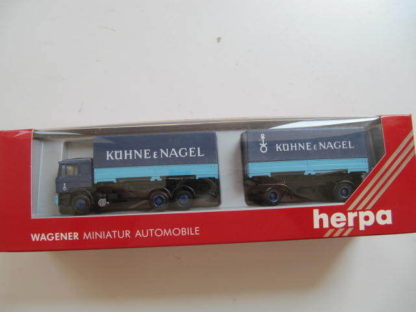 KÜHNE & NAGEL
KÜHNE & NAGEL
herpa
WAGENER MINIATUR AUTOMOBILE